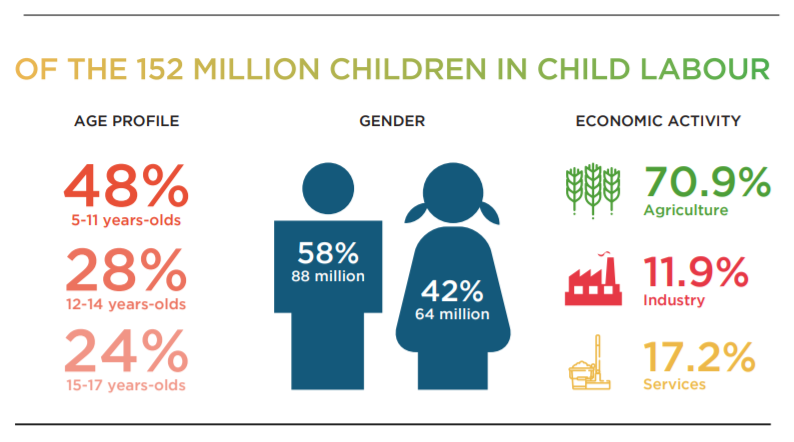 OF THE 152 MILLION CHILDREN IN CHILD LABOUR
AGE PROFILE
48%
5-11 years-olds
28%
12-14 years-olds
24%
15-17 years-olds
GENDER
58%
88 million
42%
64 million
ECONOMIC ACTIVITY
70.9%
Agriculture
11.9%
Industry
17.2%
Services